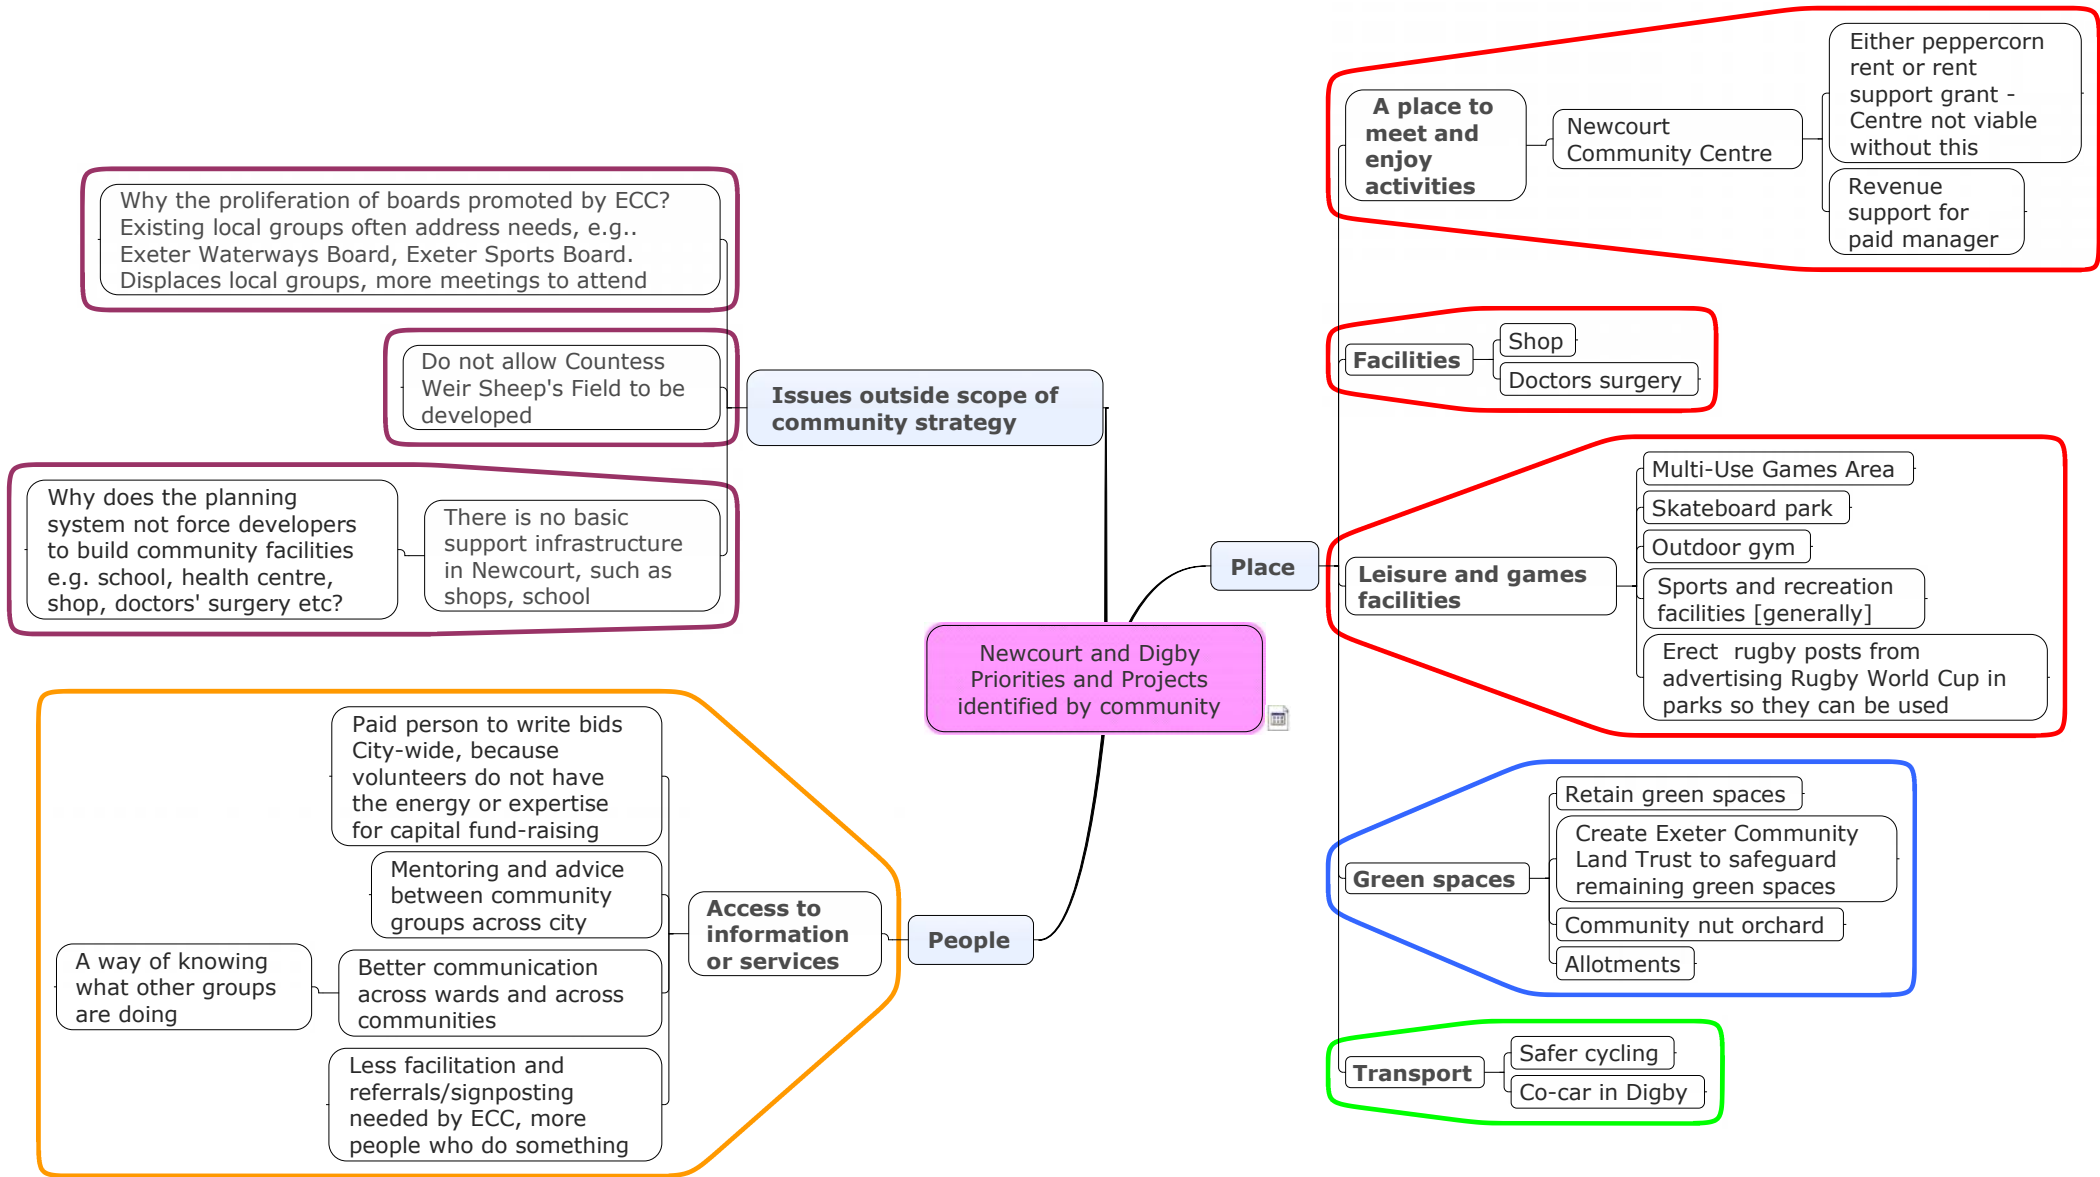 Newcourt and Digby
Priorities and Projects
identified by community
Place
A place to
meet and
enjoy
activities
Newcourt
Community Centre
Either peppercorn
rent or rent
support grant -
Centre not viable
without this
Revenue
support for
paid manager
Facilities
Shop
Doctors surgery
Leisure and games
facilities
Multi-Use Games Area
Skateboard park
Outdoor gym
Sports and recreation
facilities [generally]
Erect  rugby posts from
advertising Rugby World Cup in
parks so they can be used
Green spaces
Retain green spaces
Create Exeter Community
Land Trust to safeguard
remaining green spaces
Community nut orchard
Allotments
Transport
Safer cycling
Co-car in Digby
People
Access to
information
or services
Paid person to write bids
City-wide, because
volunteers do not have
the energy or expertise
for capital fund-raising
Mentoring and advice
between community
groups across city
Better communication
across wards and across
communities
A way of knowing
what other groups
are doing
Less facilitation and
referrals/signposting
needed by ECC, more
people who do something
Issues outside scope of
community strategy
Why the proliferation of boards promoted by ECC?
Existing local groups often address needs, e.g..
Exeter Waterways Board, Exeter Sports Board.
Displaces local groups, more meetings to attend
Do not allow Countess
Weir Sheep's Field to be
developed
There is no basic
support infrastructure
in Newcourt, such as
shops, school
Why does the planning
system not force developers
to build community facilities
e.g. school, health centre,
shop, doctors' surgery etc?